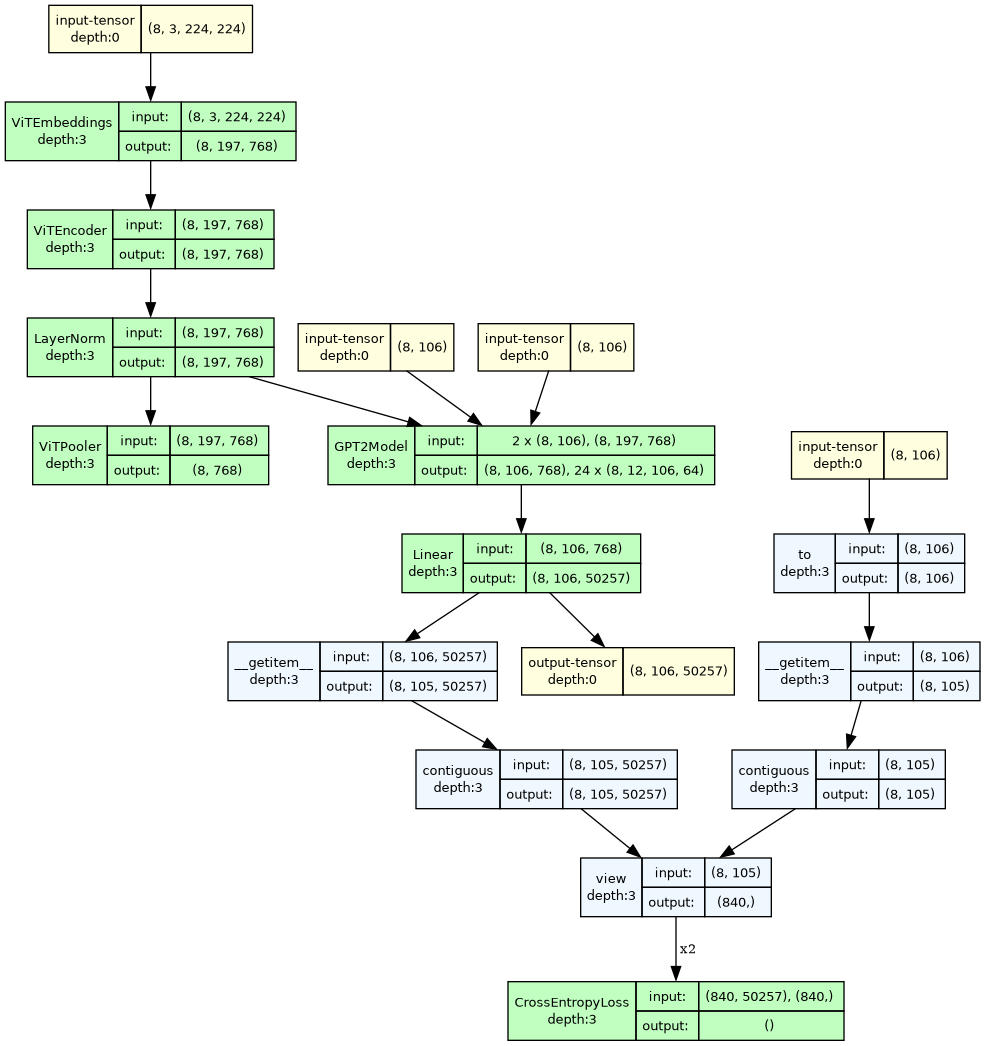 input-tensor
depth:0
(8, 3, 224, 224)
ViTEmbeddings
depth:3
input:
(8, 3, 224, 224)
output:
(8, 197, 768)
ViTEncoder
depth:3
input:
(8, 197, 768)
output:
(8, 197, 768)
LayerNorm
depth:3
input:
(8, 197, 768)
output:
(8, 197, 768)
input-tensor
depth:0
(8, 106)
input-tensor
depth:0
(8, 106)
ViTPooler
depth:3
input:
(8, 197, 768)
output:
(8, 768)
GPT2Model
depth:3
input:
2 x (8, 106), (8, 197, 768)
output:
(8, 106, 768), 24 x (8, 12, 106, 64)
input-tensor
depth:0
(8, 106)
Linear
depth:3
input:
(8, 106, 768)
output:
(8, 106, 50257)
to
depth:3
input:
(8, 106)
output:
(8, 106)
__getitem__
depth:3
input:
(8, 106, 50257)
output:
(8, 105, 50257)
output-tensor
depth:0
(8, 106, 50257)
__getitem__
depth:3
input:
(8, 106)
output:
(8, 105)
contiguous
depth:3
input:
(8, 105, 50257)
output:
(8, 105, 50257)
contiguous
depth:3
input:
(8, 105)
output:
(8, 105)
view
depth:3
input:
(8, 105)
output:
(840,)
x2
CrossEntropyLoss
depth:3
input:
(840, 50257), (840,)
output:
()